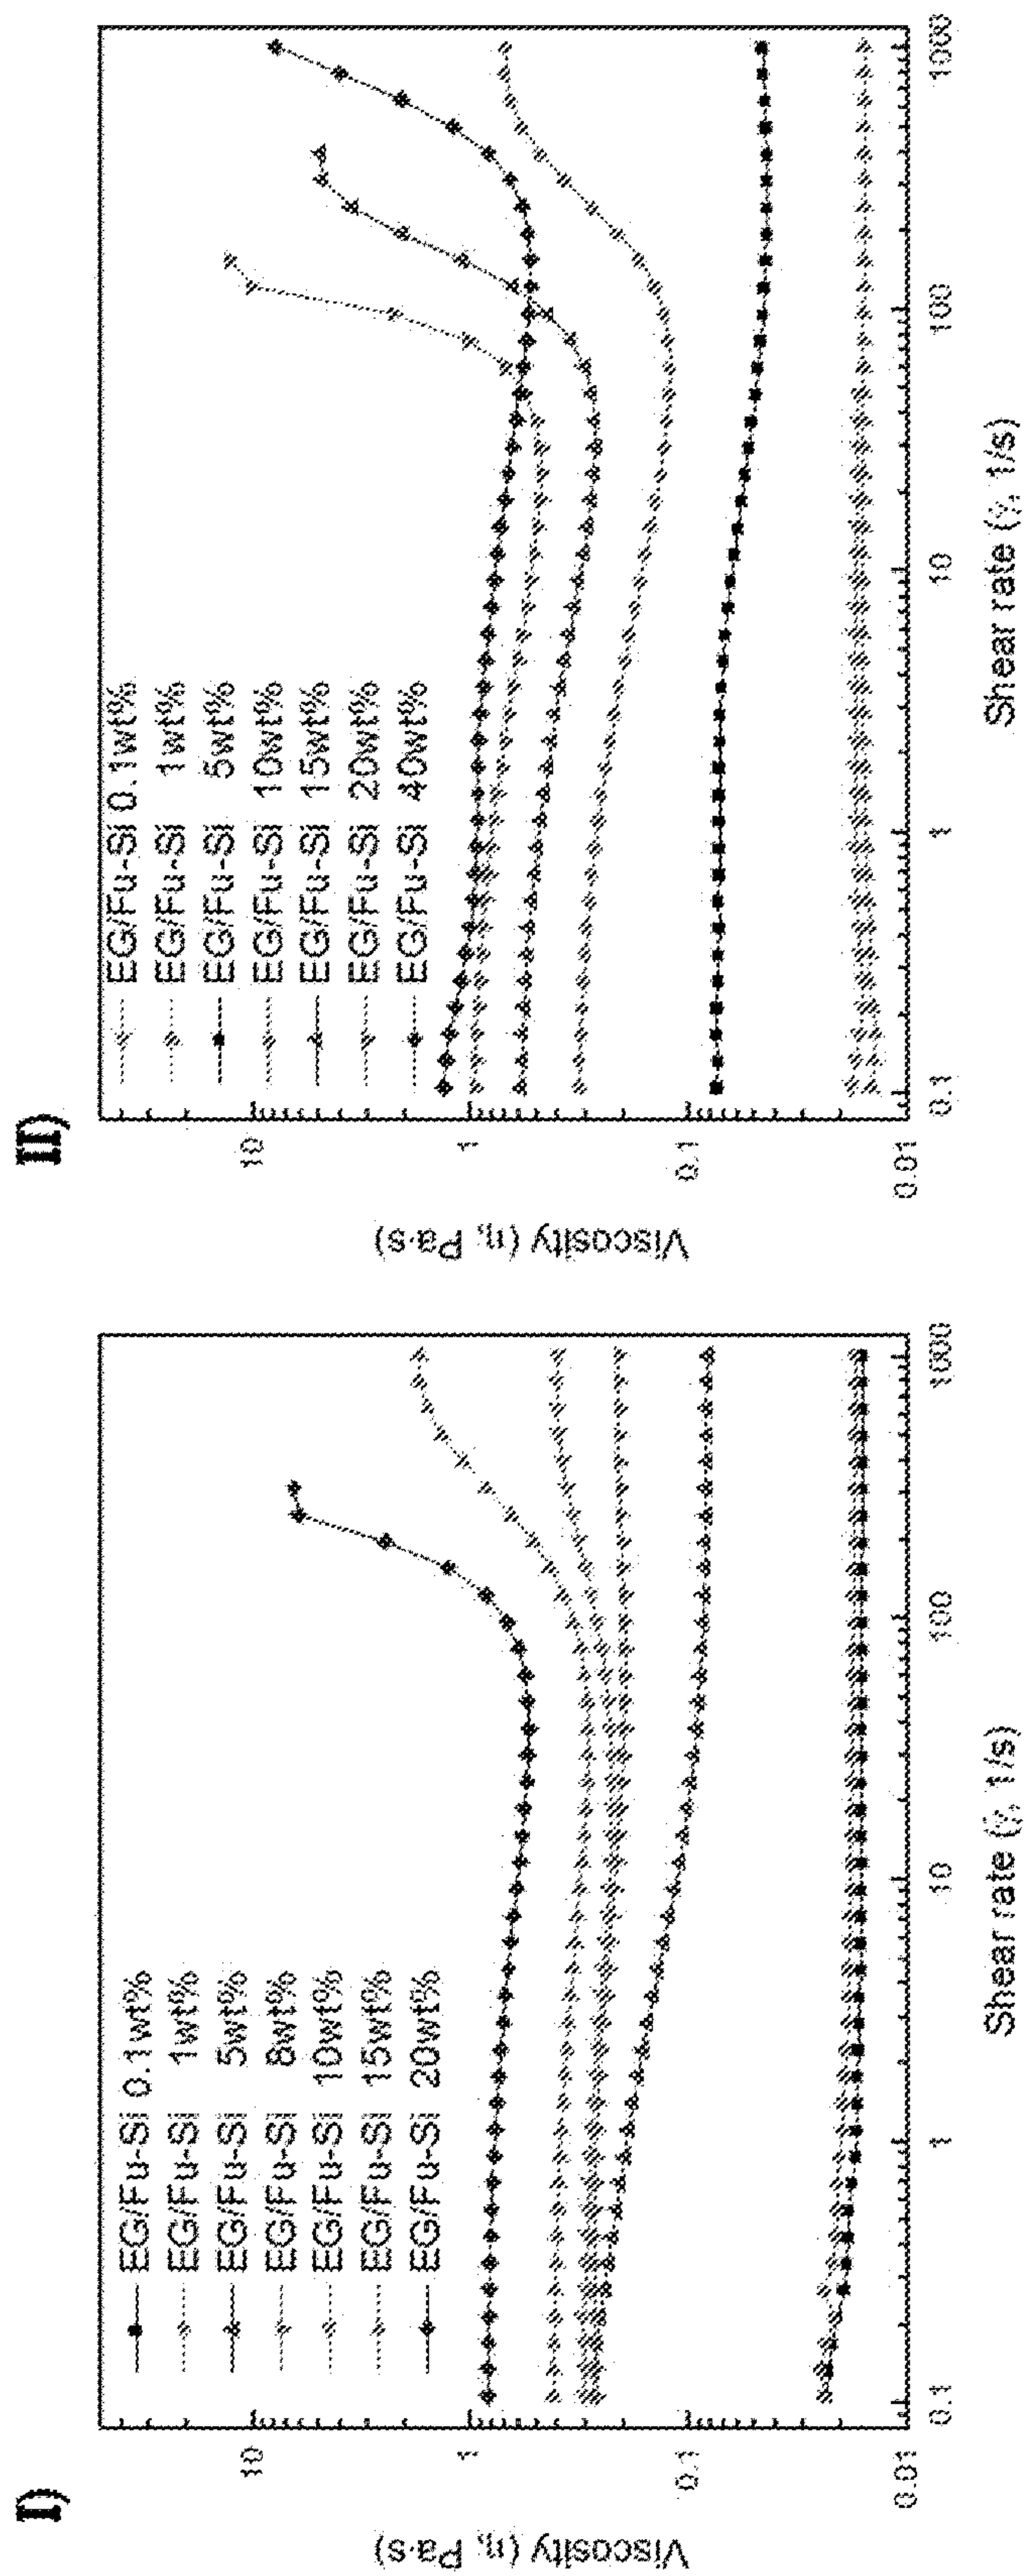 I)
Viscosity (η, Pa·s)
10
1
0.1
0.01
EG/Fu-Si 0.1wt%
EG/Fu-Si 1wt%
EG/Fu-Si 5wt%
EG/Fu-Si 8wt%
EG/Fu-Si 10wt%
EG/Fu-Si 15wt%
EG/Fu-Si 20wt%
0.1
1
10
100
1000
Shear rate (γ̇, 1/s)
II)
Viscosity (η, Pa·s)
10
1
0.1
0.01
EG/Fu-Si 0.1wt%
EG/Fu-Si 1wt%
EG/Fu-Si 5wt%
EG/Fu-Si 10wt%
EG/Fu-Si 15wt%
EG/Fu-Si 20wt%
EG/Fu-Si 40wt%
0.1
1
10
100
1000
Shear rate (γ̇, 1/s)